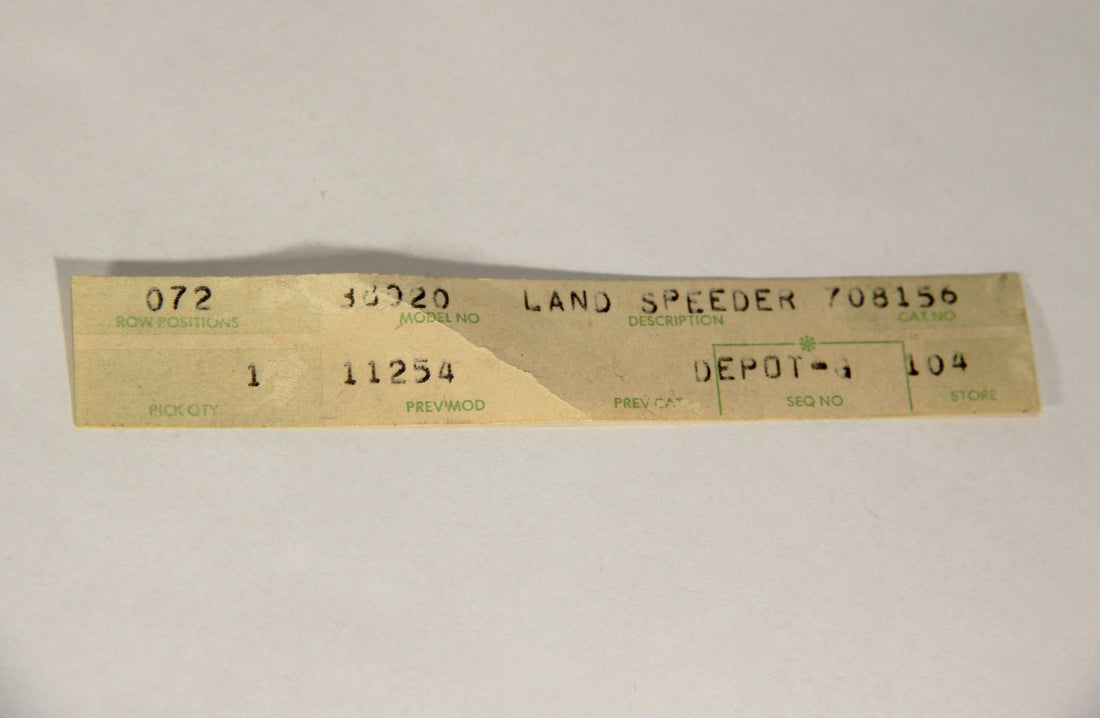 072 38020 LAND SPEEDER 708156
ROW POSITIONS MODEL NO DESCRIPTION CAT NO
1 11254 DEPOT-G 104
PICK QTY PREV MOD PREV CAT SEQ NO STORE